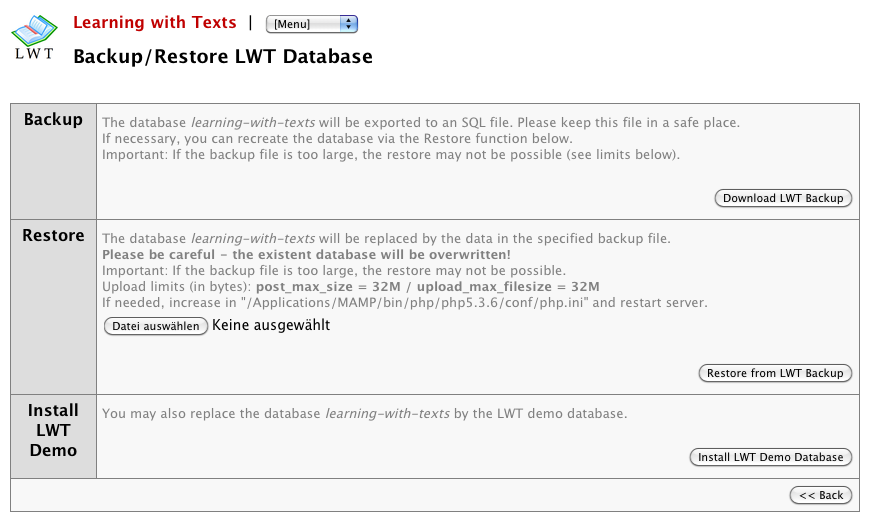 LWT
Learning with Texts | [Menu]
Backup/Restore LWT Database
Backup
The database learning-with-texts will be exported to an SQL file. Please keep this file in a safe place.
If necessary, you can recreate the database via the Restore function below.
Important: If the backup file is too large, the restore may not be possible (see limits below).
Download LWT Backup
Restore
The database learning-with-texts will be replaced by the data in the specified backup file.
Please be careful - the existent database will be overwritten!
Important: If the backup file is too large, the restore may not be possible.
Upload limits (in bytes): post_max_size = 32M / upload_max_filesize = 32M
If needed, increase in "/Applications/MAMP/bin/php/php5.3.6/conf/php.ini" and restart server.
Datei auswählen Keine ausgewählt
Restore from LWT Backup
Install
LWT
Demo
You may also replace the database learning-with-texts by the LWT demo database.
Install LWT Demo Database
<< Back